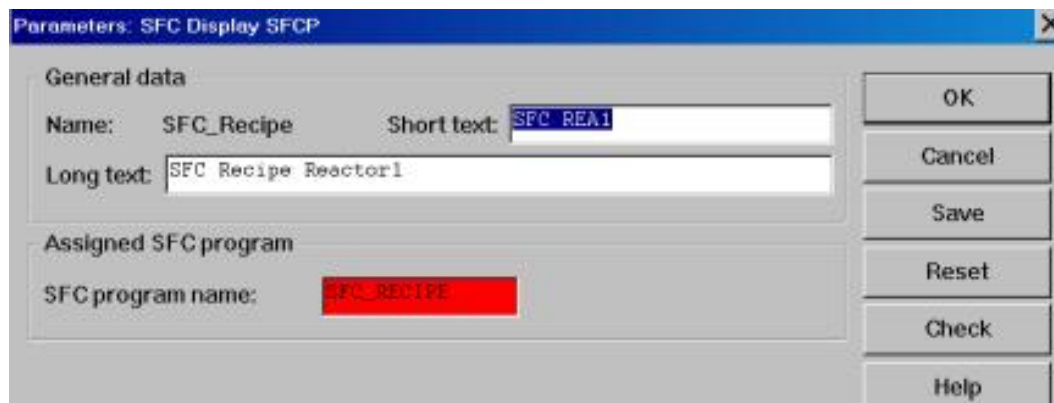 Parameters: SFC Display SFCP
General data
Name: SFC_Recipe Short text: SFC REA1
Long text: SFC Recipe Reactor1
Assigned SFC program
SFC program name: SFC_RECIPE
OK
Cancel
Save
Reset
Check
Help